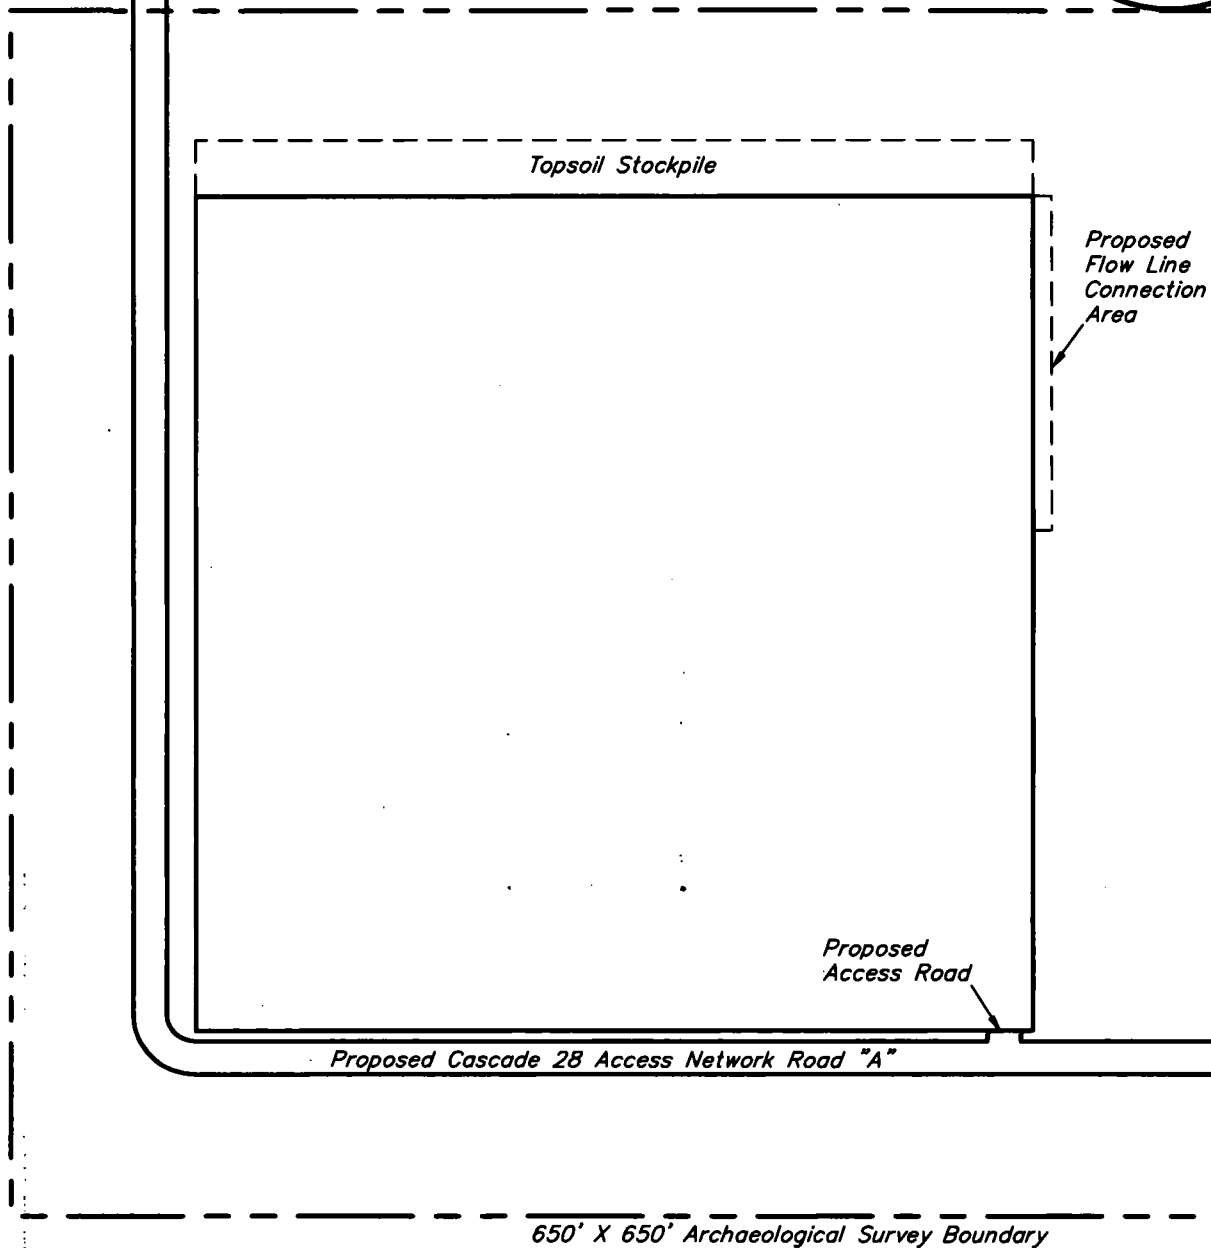 Topsoil Stockpile
Proposed
Flow Line
Connection
Area
Proposed
Access Road
Proposed Cascade 28 Access Network Road "A"
650' X 650' Archaeological Survey Boundary